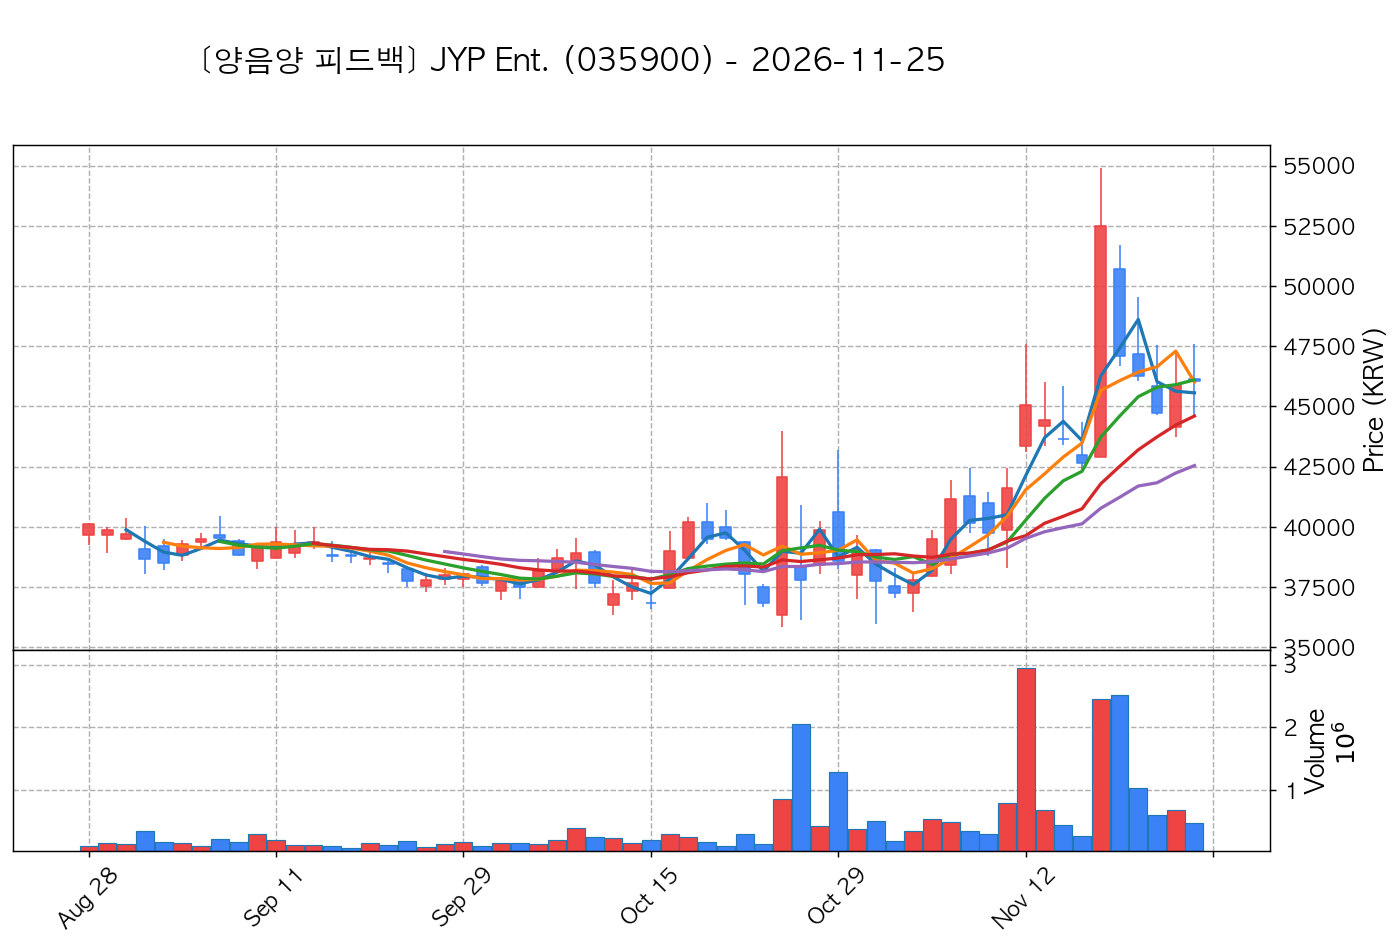 [양음양 피드백] JYP Ent. (035900) - 2026-11-25
55000
52500
50000
47500
45000
42500
40000
37500
35000
Price (KRW)
3
2
1
Volume
10^6
Aug 28
Sep 11
Sep 29
Oct 15
Oct 29
Nov 12